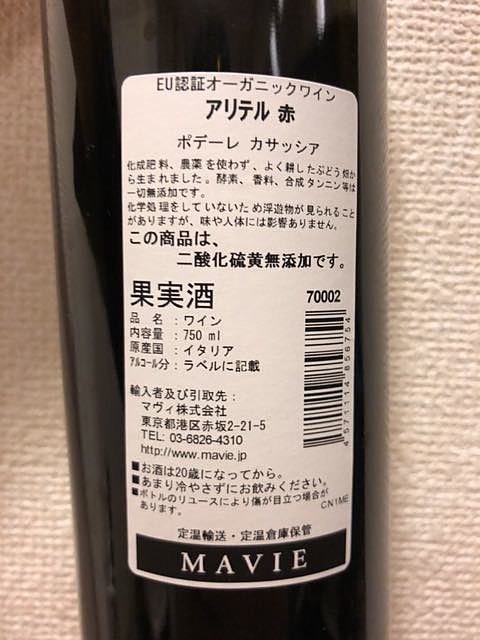 EU認証オーガニックワイン
アリテル 赤
ポデーレ カサッシア
化成肥料、農薬を使わず、よく耕したぶどう畑か
ら生まれました。酵素、香料、合成タンニン等は
一切無添加です。
化学処理をしていないため浮遊物が見られること
がありますが、味や人体には影響ありません。
この商品は、
二酸化硫黄無添加です。
果実酒
70002
品 名 :ワイン
内容量 :750 ml
原産国 :イタリア
アルコール分:ラベルに記載
4571114856754
輸入者及び引取先:
マヴィ株式会社
東京都港区赤坂2-21-5
TEL: 03-6826-4310
http://www.mavie.jp
■お酒は20歳になってから。
■あまり冷やさずにお飲みください。
■ボトルのリユースにより傷が目立つ場合が
あります。
CN1ME
定温輸送・定温倉庫保管
MAVIE